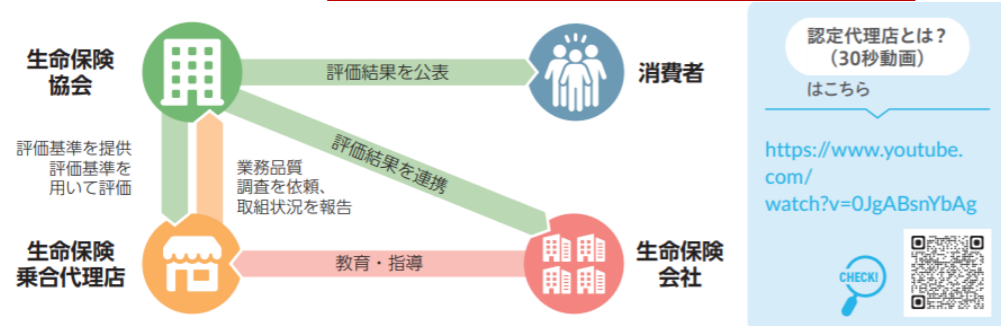 生命保険
協会
評価結果を公表
消費者
評価基準を提供
評価基準を
用いて評価
業務品質
調査を依頼、
取組状況を報告
評価結果を連携
生命保険
乗合代理店
教育・指導
生命保険
会社
認定代理店とは？
（30秒動画）
はこちら
https://www.youtube.
com/
watch?v=0JgABsnYbAg
CHECK!